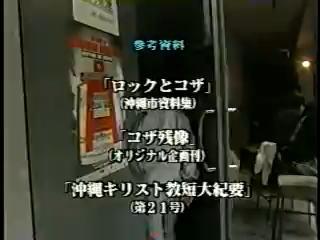 参考資料
「ロックとコザ」
(沖縄市資料集)
「コザ残像」
(オリジナル企画刊)
「沖縄キリスト教短大紀要」
(第21号)